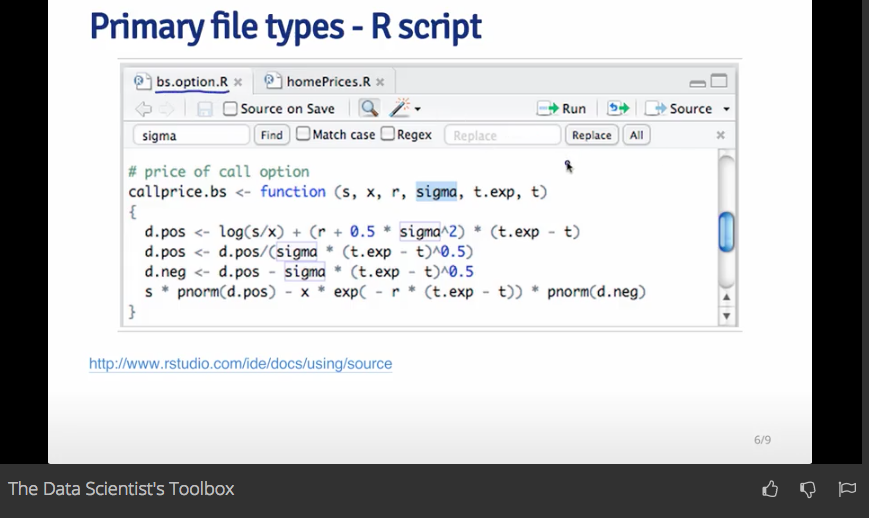 Primary file types - R script
bs.option.R homePrices.R
Source on Save Run Source
sigma Find Match case Regex Replace Replace All
# price of call option
callprice.bs <- function (s, x, r, sigma, t.exp, t)
{
d.pos <- log(s/x) + (r + 0.5 * sigma^2) * (t.exp - t)
d.pos <- d.pos/(sigma * (t.exp - t)^0.5)
d.neg <- d.pos - sigma * (t.exp - t)^0.5
s * pnorm(d.pos) - x * exp( - r * (t.exp - t)) * pnorm(d.neg)
}
http://www.rstudio.com/ide/docs/using/source
6/9
The Data Scientist's Toolbox